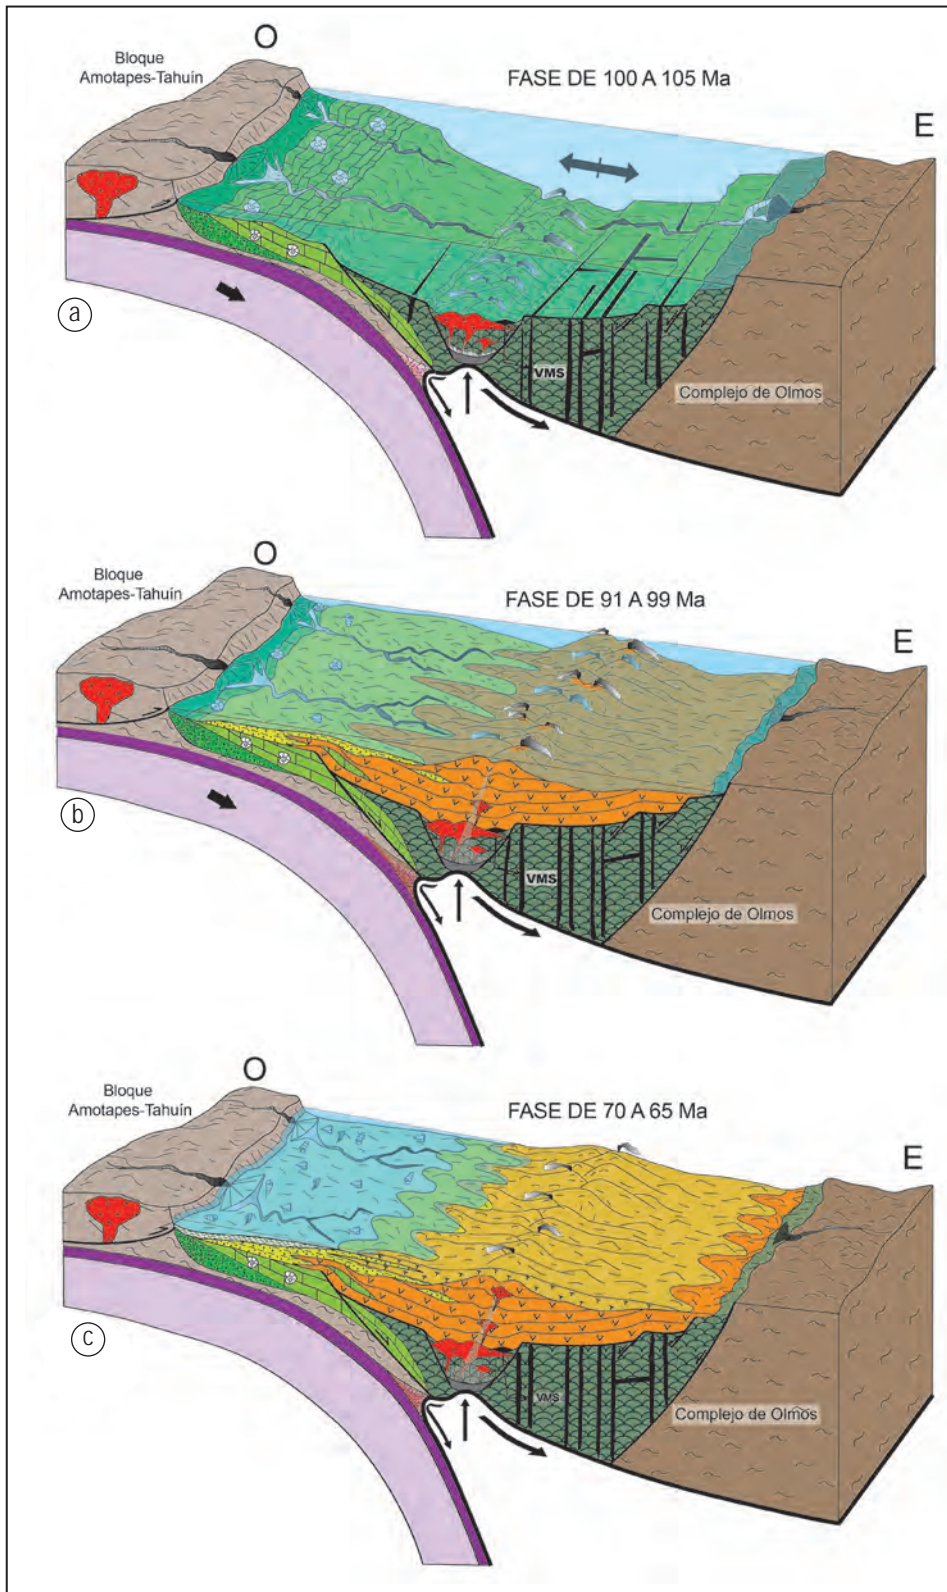 O
Bloque
Amotapes-Tahuín
FASE DE 100 A 105 Ma
E
a
VMS
Complejo de Olmos
O
Bloque
Amotapes-Tahuín
FASE DE 91 A 99 Ma
E
b
VMS
Complejo de Olmos
O
Bloque
Amotapes-Tahuín
FASE DE 70 A 65 Ma
E
c
VMS
Complejo de Olmos